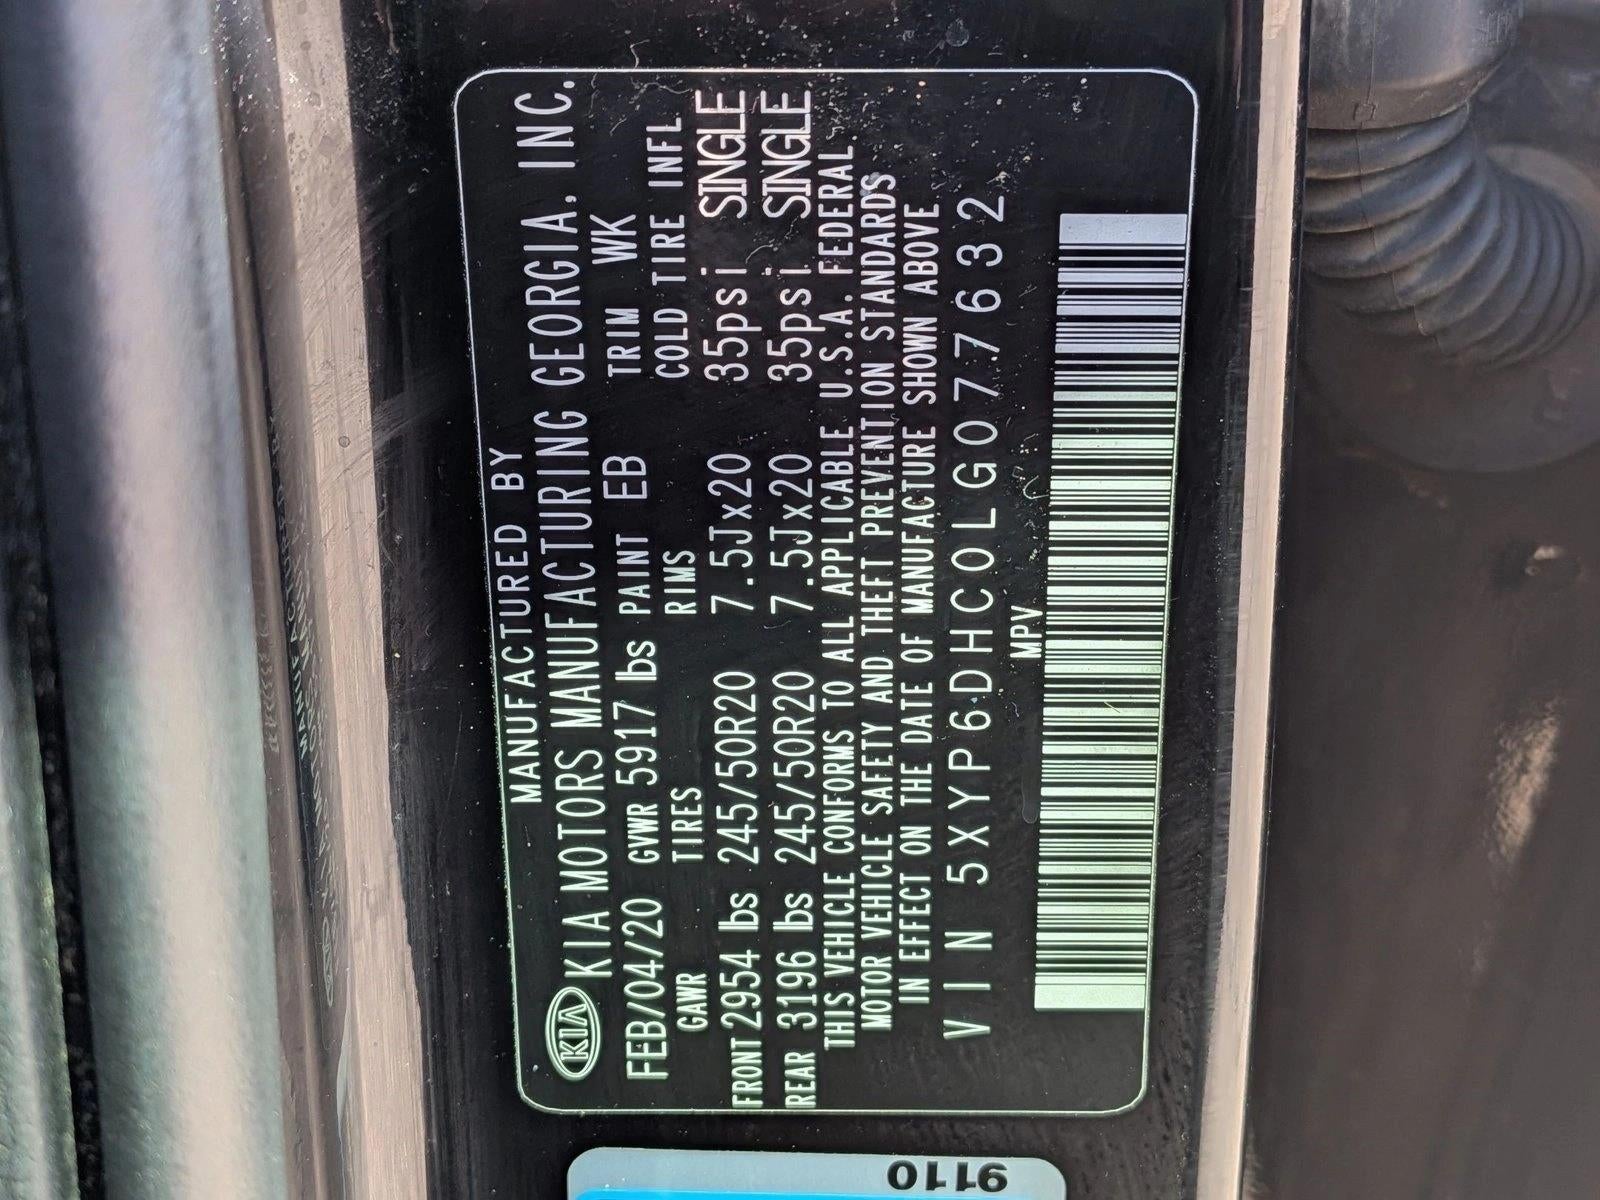 MANUFACTURED BY
KIA KIA MOTORS MANUFACTURING GEORGIA, INC.
FEB/04/20 GVWR 5917 lbs PAINT EB TRIM WK
GAWR TIRES RIMS COLD TIRE INFL
FRONT 2954 lbs 245/50R20 7.5Jx20 35psi SINGLE
REAR 3196 lbs 245/50R20 7.5Jx20 35psi SINGLE
THIS VEHICLE CONFORMS TO ALL APPLICABLE U.S.A. FEDERAL
MOTOR VEHICLE SAFETY AND THEFT PREVENTION STANDARDS
IN EFFECT ON THE DATE OF MANUFACTURE SHOWN ABOVE.
VIN 5XYP6DHC0LG077632
MPV
9110